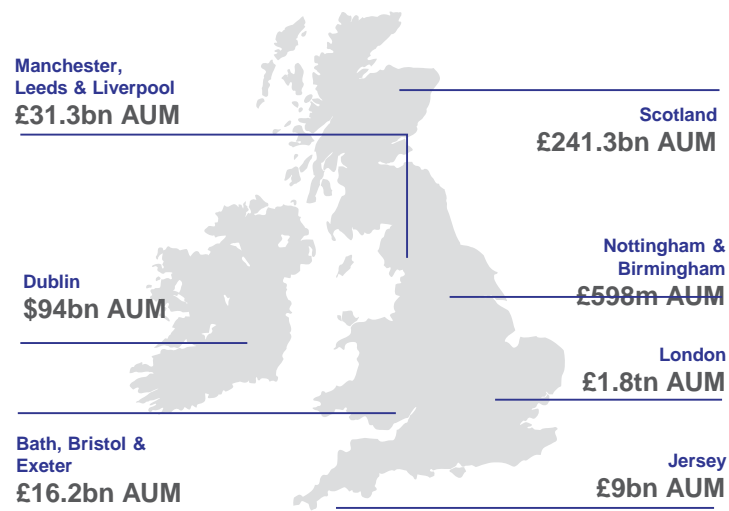 Manchester,
Leeds & Liverpool
£31.3bn AUM
Scotland
£241.3bn AUM
Nottingham &
Birmingham
£598m AUM
Dublin
$94bn AUM
London
£1.8tn AUM
Bath, Bristol &
Exeter
£16.2bn AUM
Jersey
£9bn AUM